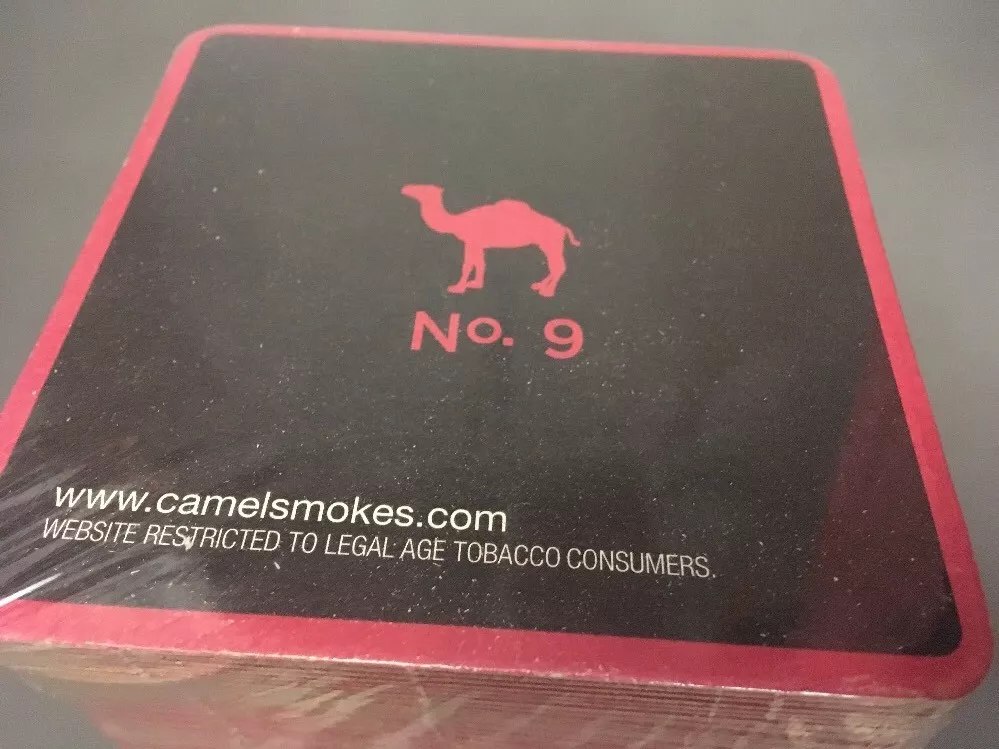 No. 9
www.camelsmokes.com
WEBSITE RESTRICTED TO LEGAL AGE TOBACCO CONSUMERS.